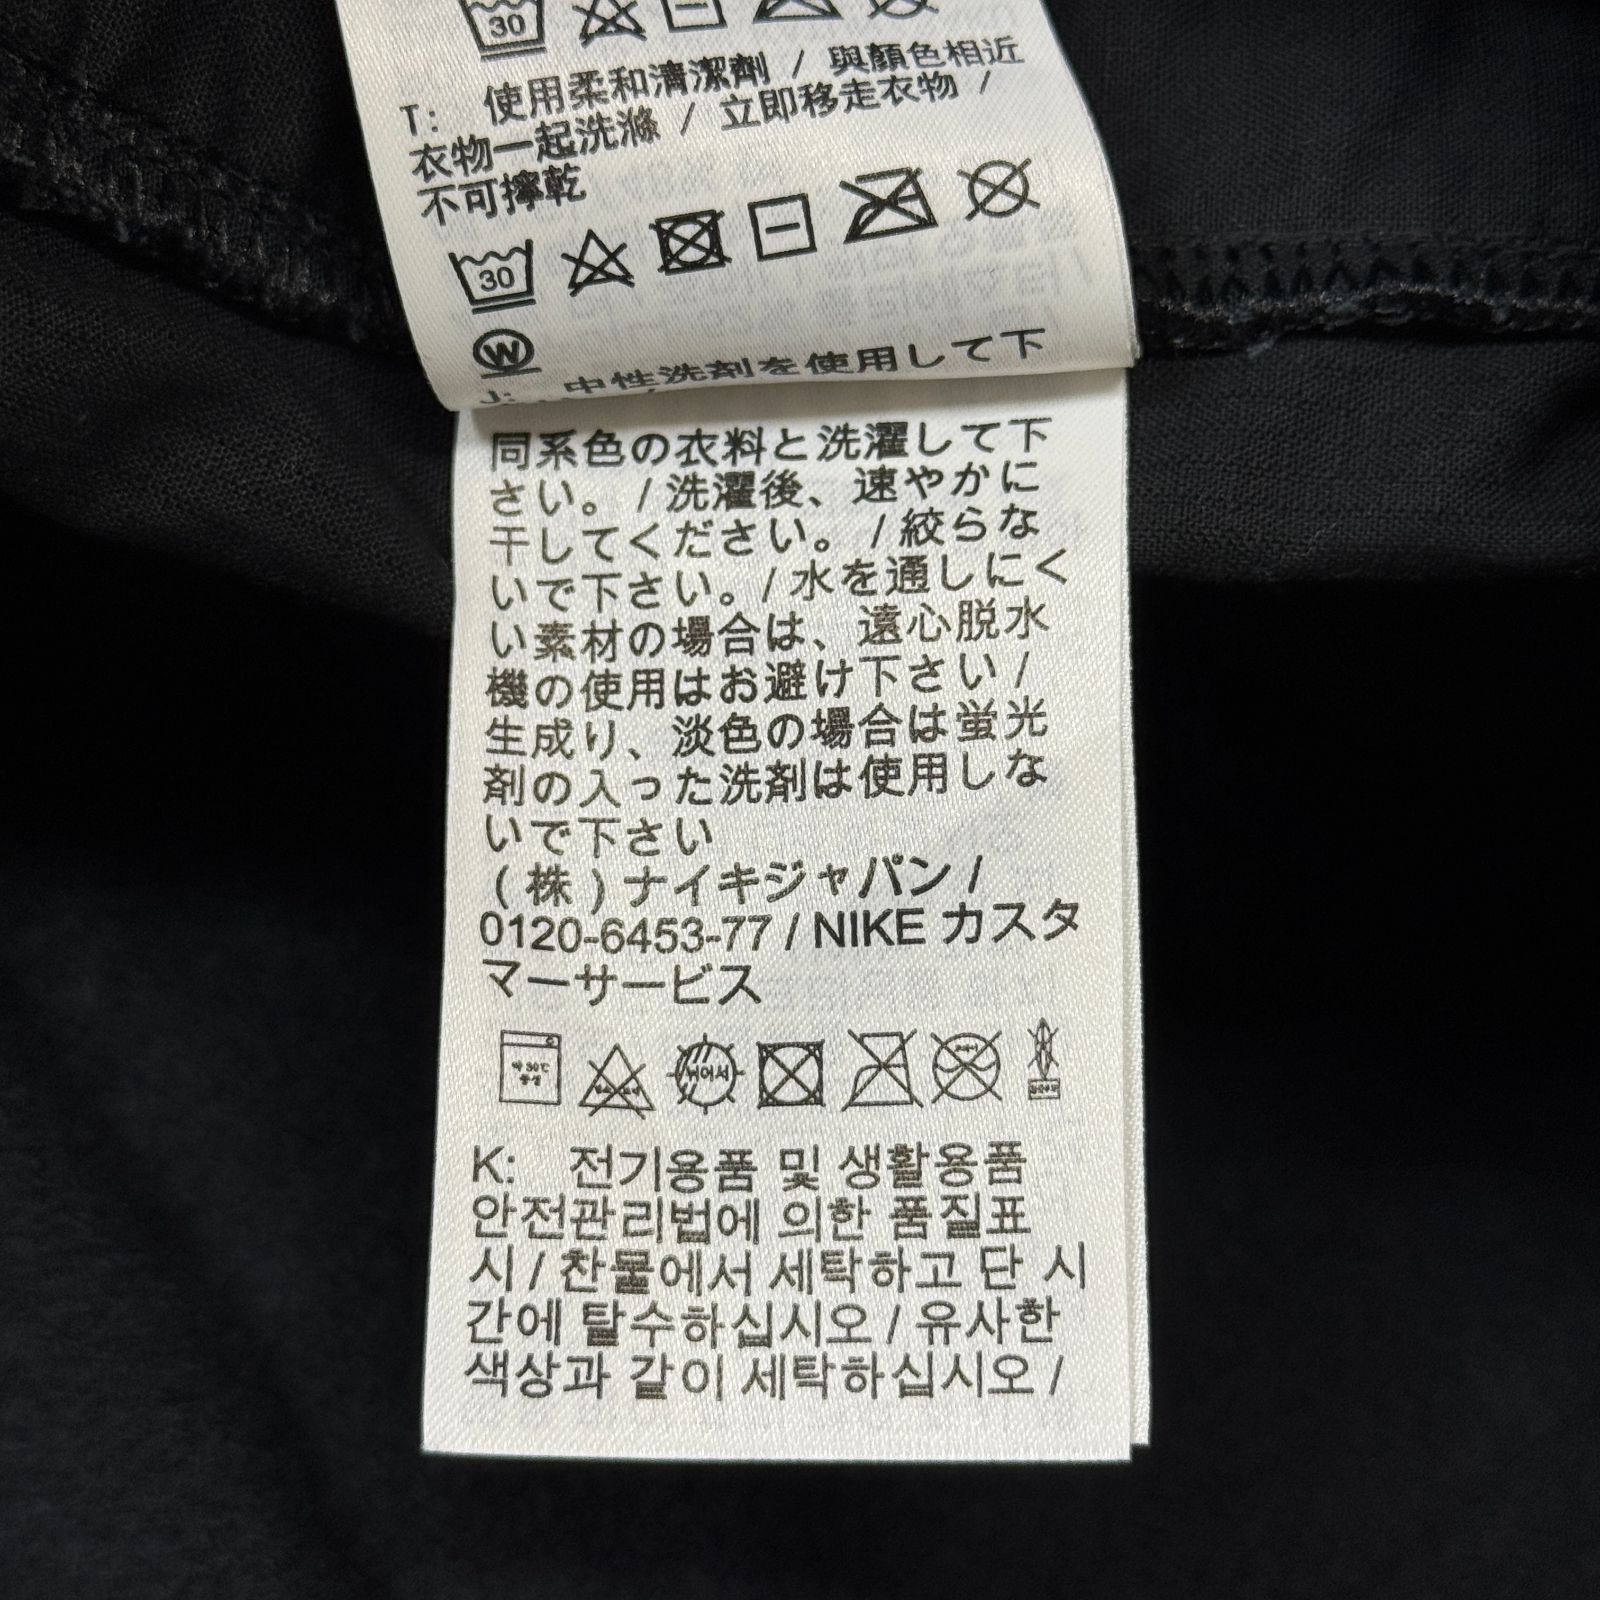 30
T: 使用柔和清潔劑 / 與顏色相近
衣物一起洗滌 / 立即移走衣物 /
不可擰乾
30
W
J: 中性洗剤を使用して下
同系色の衣料と洗濯して下
さい。/ 洗濯後、速やかに
干してください。/ 絞らな
いで下さい。/ 水を通しにく
い素材の場合は、遠心脱水
機の使用はお避け下さい /
生成り、淡色の場合は蛍光
剤の入った洗剤は使用しな
いで下さい
(株) ナイキジャパン /
0120-6453-77 / NIKE カスタ
マーサービス
약 30℃
중성
뉘어서
K: 전기용품 및 생활용품
안전관리법에 의한 품질표
시 / 찬물에서 세탁하고 단 시
간에 탈수하십시오 / 유사한
색상과 같이 세탁하십시오 /